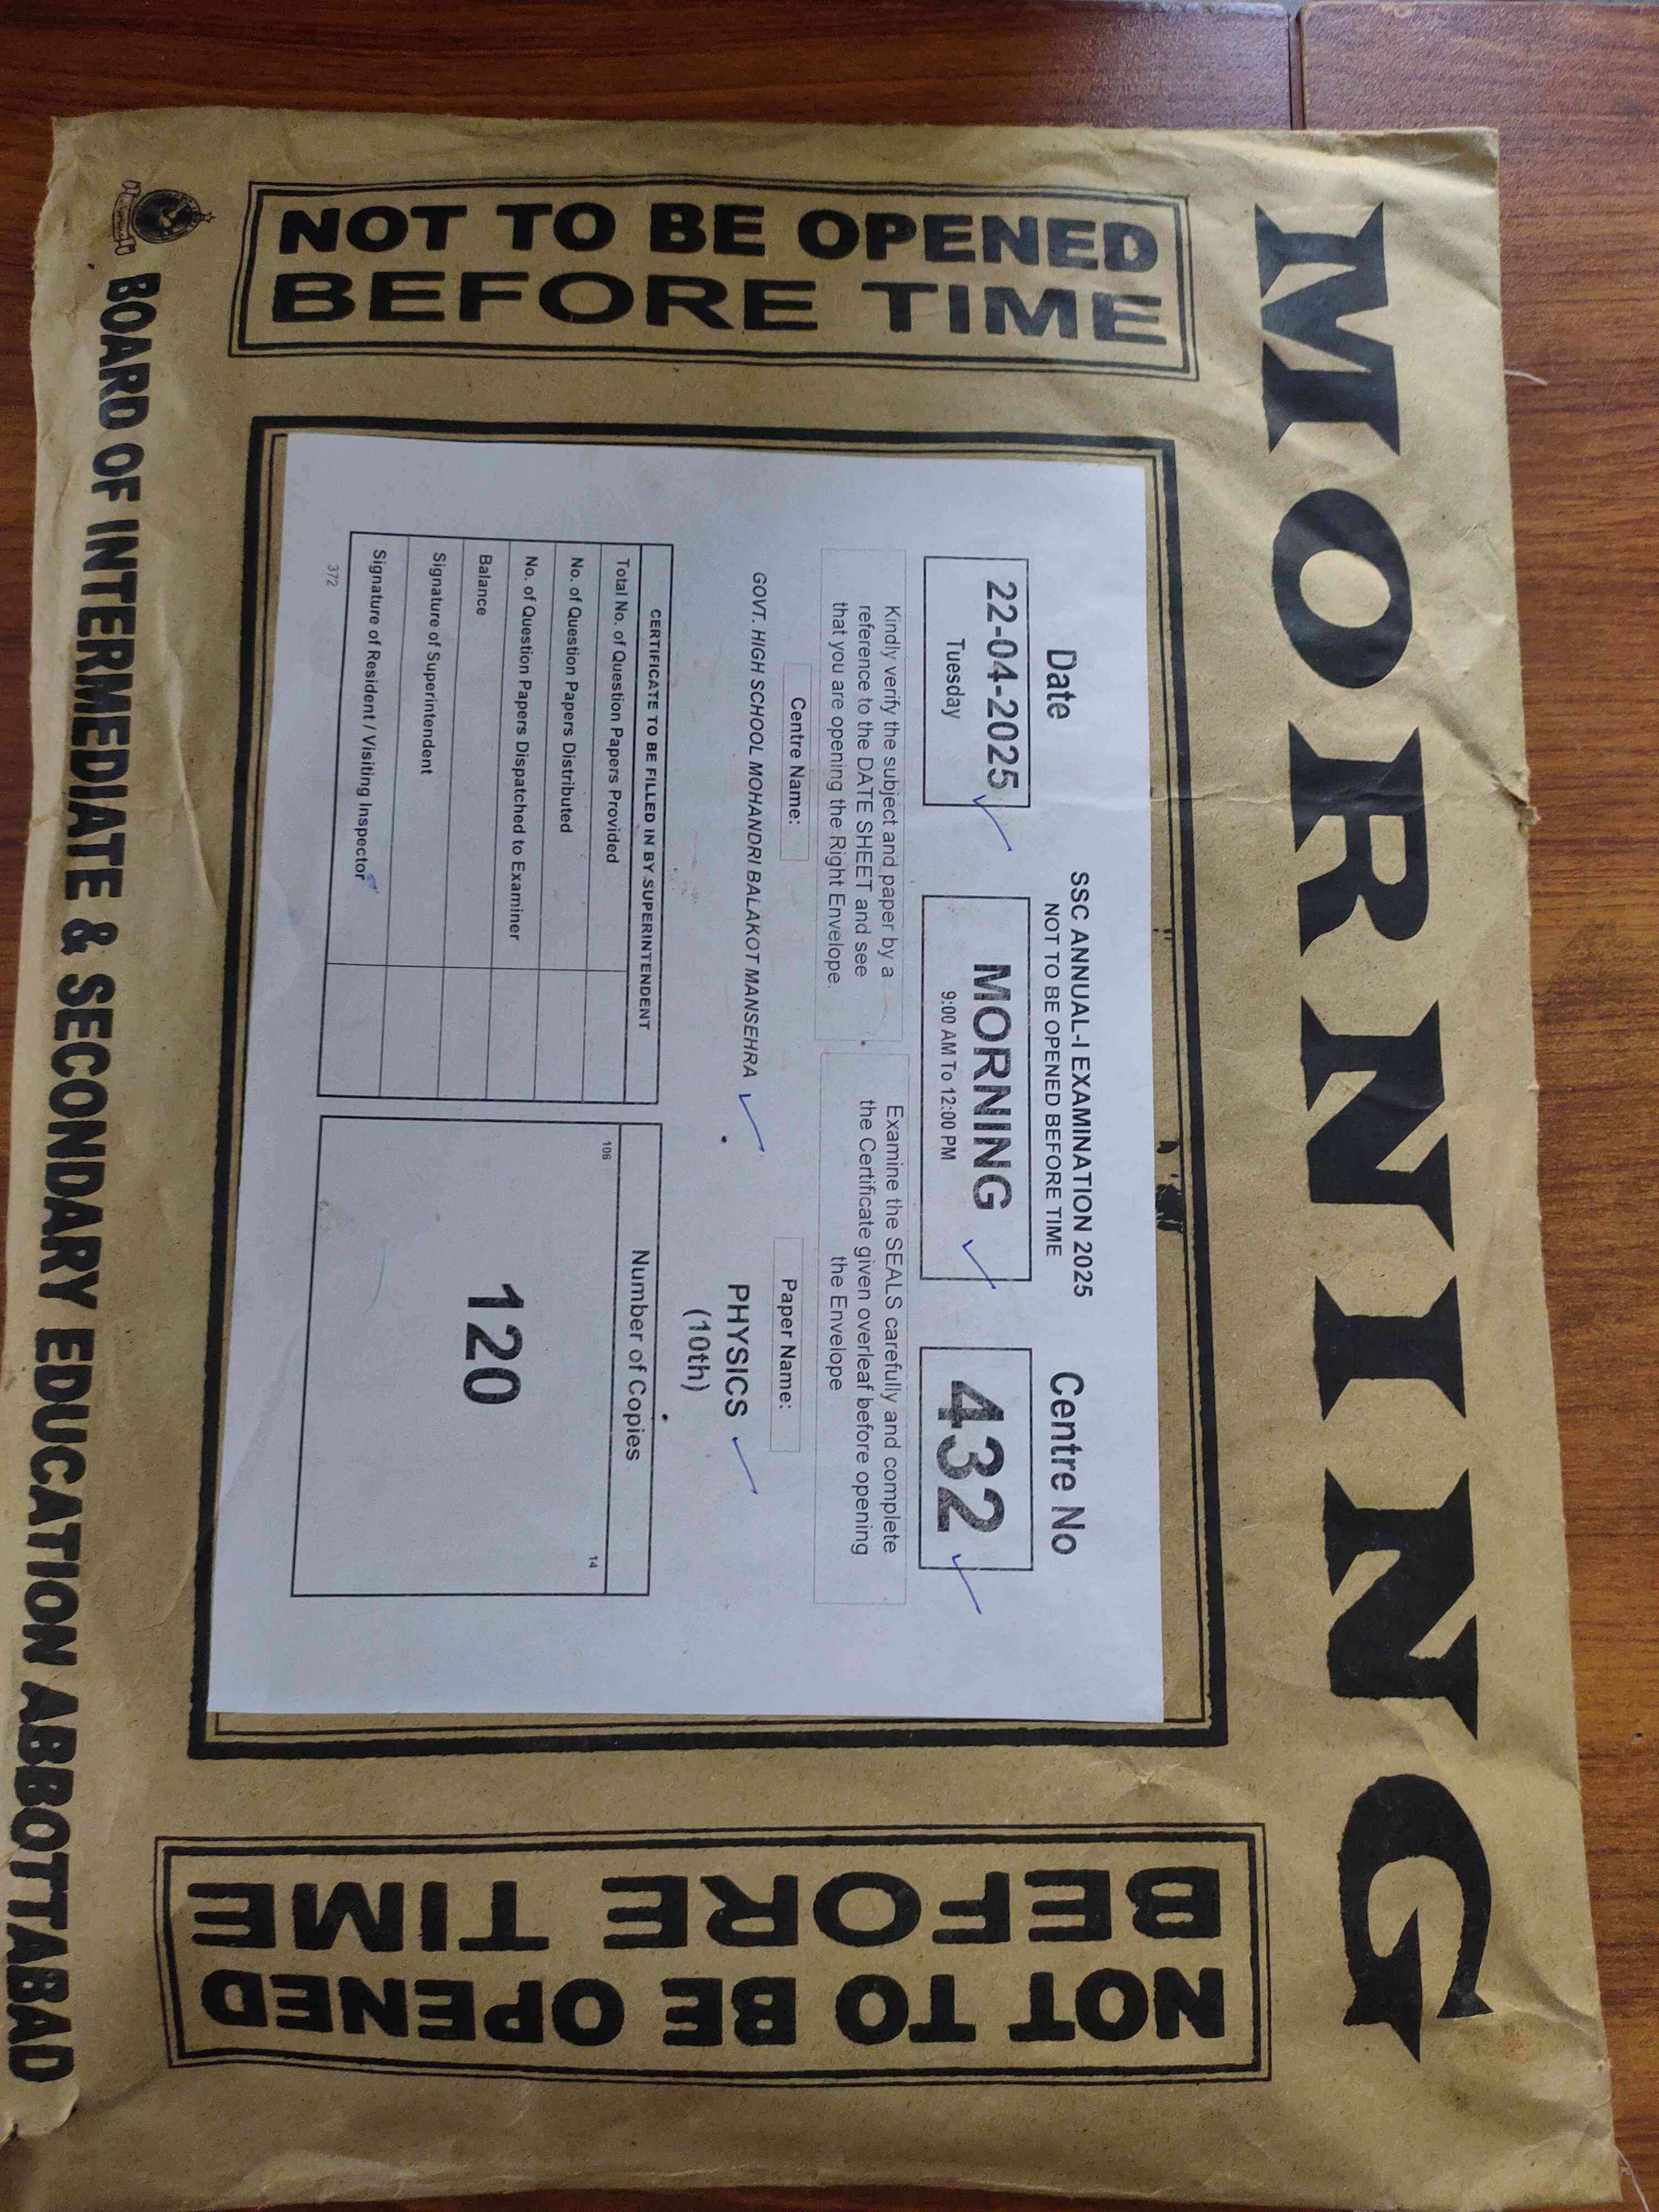 MORNING
NOT TO BE OPENED
BEFORE TIME
SSC ANNUAL-I EXAMINATION 2025
NOT TO BE OPENED BEFORE TIME
Date
22-04-2025
Tuesday
MORNING
9:00 AM To 12:00 PM
Centre No
432
Kindly verify the subject and paper by a
reference to the DATE SHEET and see
that you are opening the Right Envelope.
Examine the SEALS carefully and complete
the Certificate given overleaf before opening
the Envelope
Centre Name:
GOVT. HIGH SCHOOL MOHANDRI BALAKOT MANSEHRA
Paper Name:
PHYSICS
(10th)
CERTIFICATE TO BE FILLED IN BY SUPERINTENDENT
Total No. of Question Papers Provided
No. of Question Papers Distributed
No. of Question Papers Dispatched to Examiner
Balance
Signature of Superintendent
Signature of Resident / Visiting Inspector
372
Number of Copies
106
14
120
NOT TO BE OPENED
BEFORE TIME
BOARD OF INTERMEDIATE & SECONDARY EDUCATION ABBOTTABAD